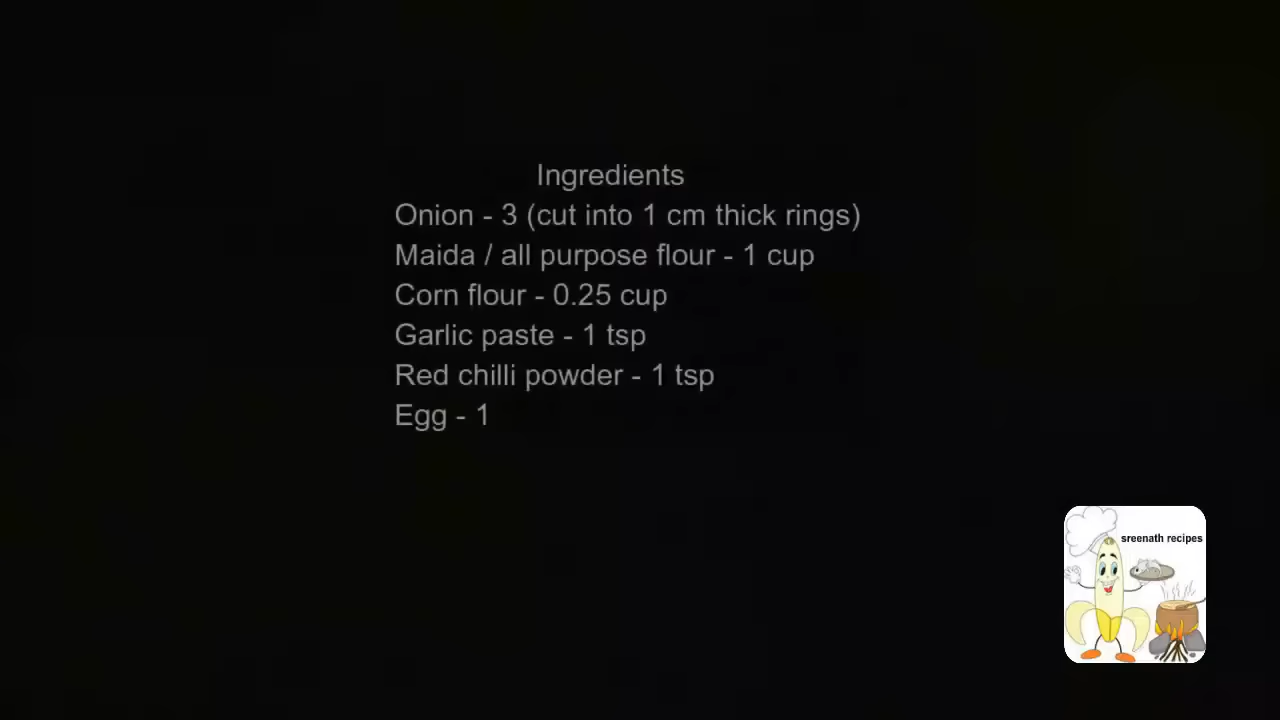 Ingredients
Onion - 3 (cut into 1 cm thick rings)
Maida / all purpose flour - 1 cup
Corn flour - 0.25 cup
Garlic paste - 1 tsp
Red chilli powder - 1 tsp
Egg - 1
sreenath recipes